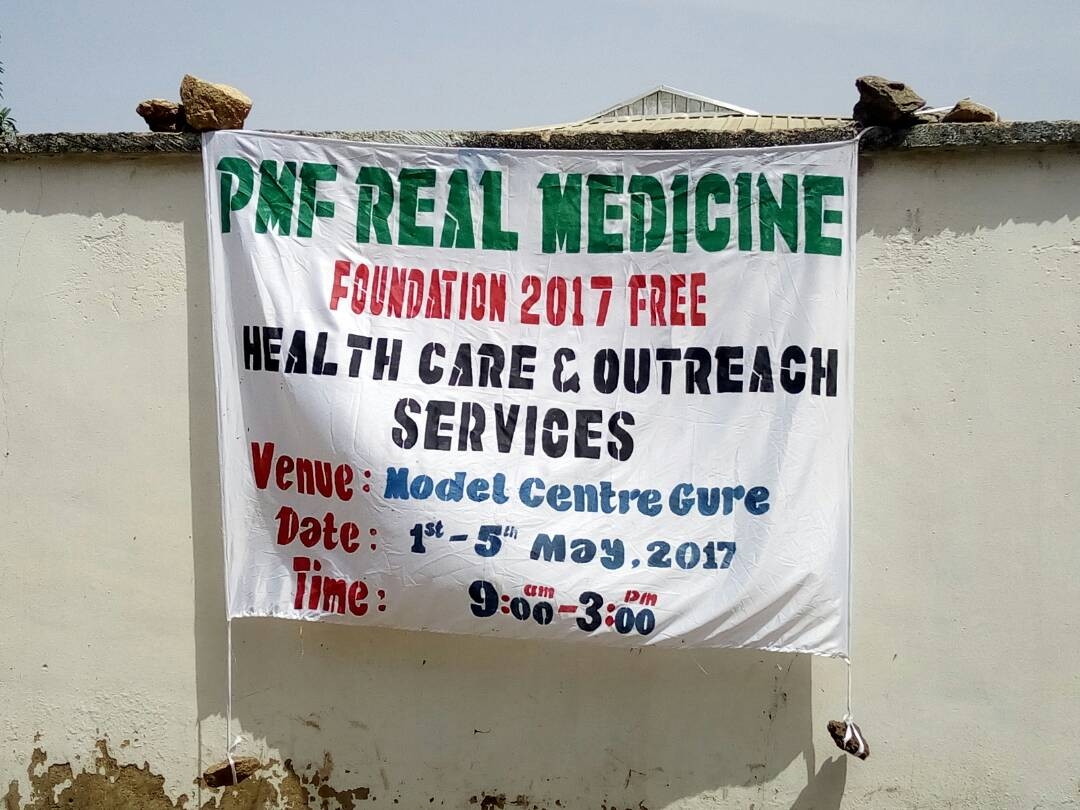 PMF REAL MEDICINE
FOUNDATION 2017 FREE
HEALTH CARE & OUTREACH
SERVICES
Venue: Model Centre Gure
Date: 1st-5th May, 2017
Time: 9:00am-3:00pm